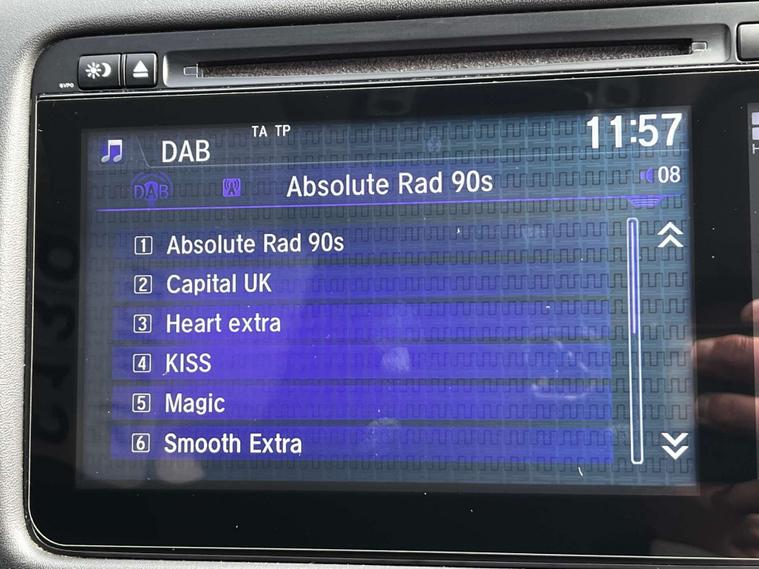 DAB
TA TP
11:57
DAB
Absolute Rad 90s
08
1 Absolute Rad 90s
2 Capital UK
3 Heart extra
4 KISS
5 Magic
6 Smooth Extra